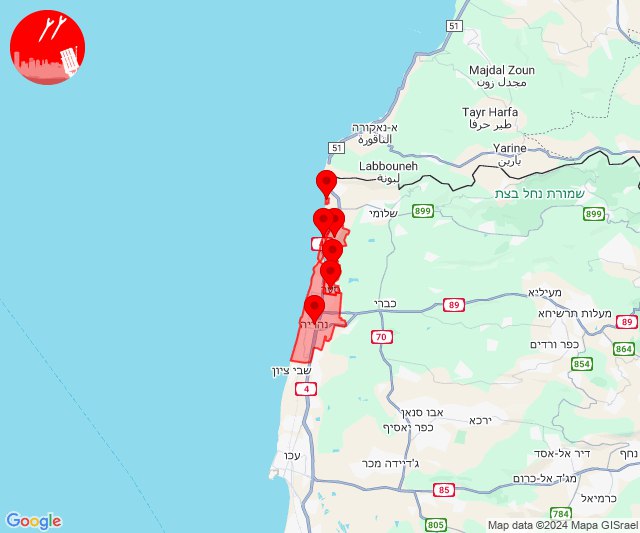 51
Majdal Zoun
مجدل زون
Tayr Harfa
طير حرفا
א-נאקורה
الناقورة
51
Yarine
يارين
Labbouneh
لبونة
שמורת נחל בצת
899
שלומי
899
מעיליא
כברי
89
מעלות תרשיחא
89
נהריה
70
כפר ורדים
864
854
שבי ציון
4
אבו סנאן
ירכא
כפר יאסיף
עכו
ג'דיידה מכר
דיר אל-אסד
נחף
מג'ד אל-כרום
85
כרמיאל
784
805
Google
Map data ©2024 Mapa GISrael